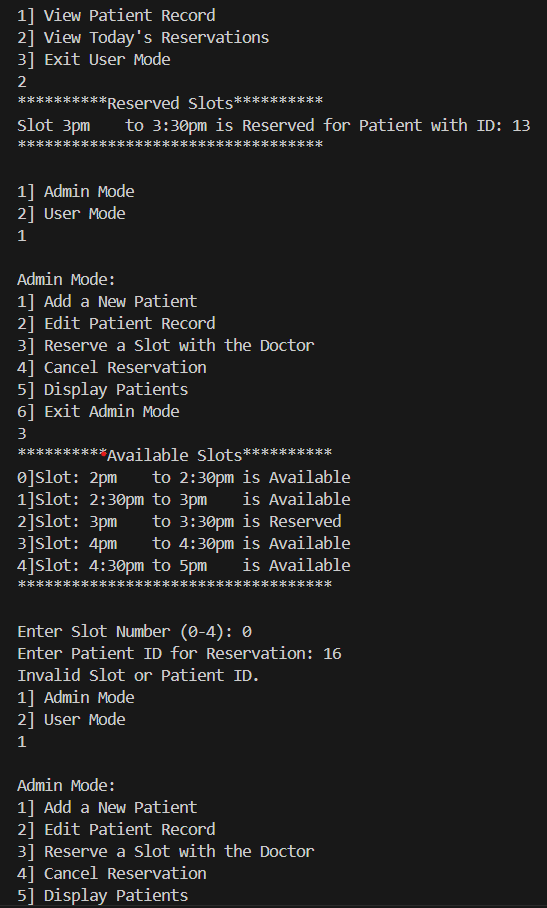 1] View Patient Record
2] View Today's Reservations
3] Exit User Mode
2
**********Reserved Slots**********
Slot 3pm    to 3:30pm is Reserved for Patient with ID: 13
**********************************

1] Admin Mode
2] User Mode
1

Admin Mode:
1] Add a New Patient
2] Edit Patient Record
3] Reserve a Slot with the Doctor
4] Cancel Reservation
5] Display Patients
6] Exit Admin Mode
3
**********Available Slots**********
0]Slot: 2pm    to 2:30pm is Available
1]Slot: 2:30pm to 3pm    is Available
2]Slot: 3pm    to 3:30pm is Reserved
3]Slot: 4pm    to 4:30pm is Available
4]Slot: 4:30pm to 5pm    is Available
***********************************

Enter Slot Number (0-4): 0
Enter Patient ID for Reservation: 16
Invalid Slot or Patient ID.
1] Admin Mode
2] User Mode
1

Admin Mode:
1] Add a New Patient
2] Edit Patient Record
3] Reserve a Slot with the Doctor
4] Cancel Reservation
5] Display Patients